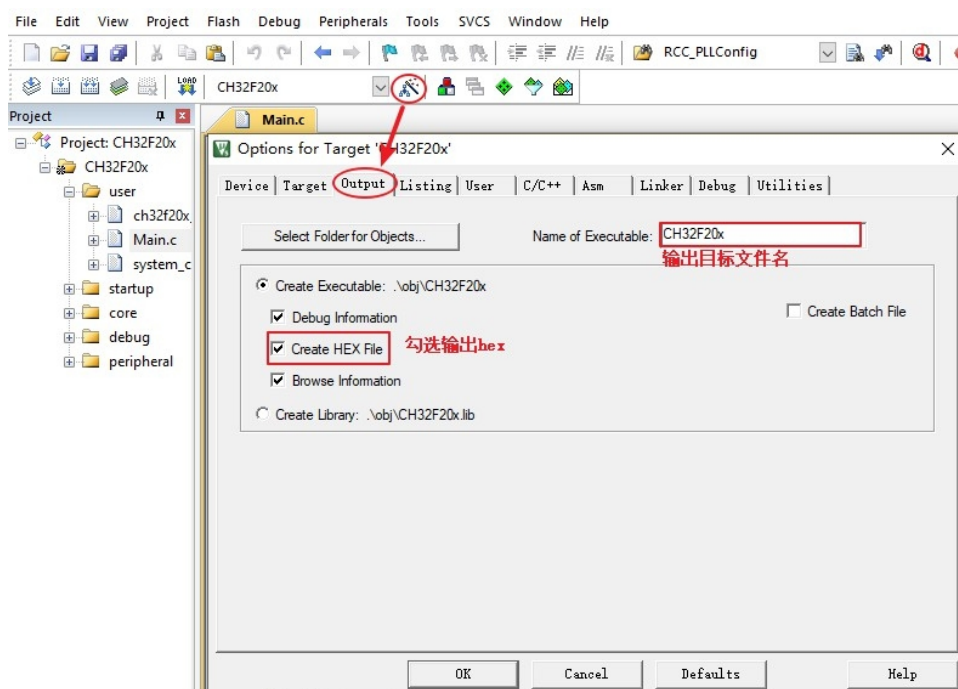 File Edit View Project Flash Debug Peripherals Tools SVCS Window Help
RCC_PLLConfig
LOAD
CH32F20x
Project
Main.c
Project: CH32F20x
CH32F20x
user
ch32f20x_
Main.c
system_c
startup
core
debug
peripheral
Options for Target 'CH32F20x'
Device Target Output Listing User C/C++ Asm Linker Debug Utilities
Select Folder for Objects...
Name of Executable: CH32F20x
输出目标文件名
Create Executable: .\obj\CH32F20x
Debug Information
Create Batch File
Create HEX File 勾选输出hex
Browse Information
Create Library: .\obj\CH32F20x.lib
OK Cancel Defaults Help